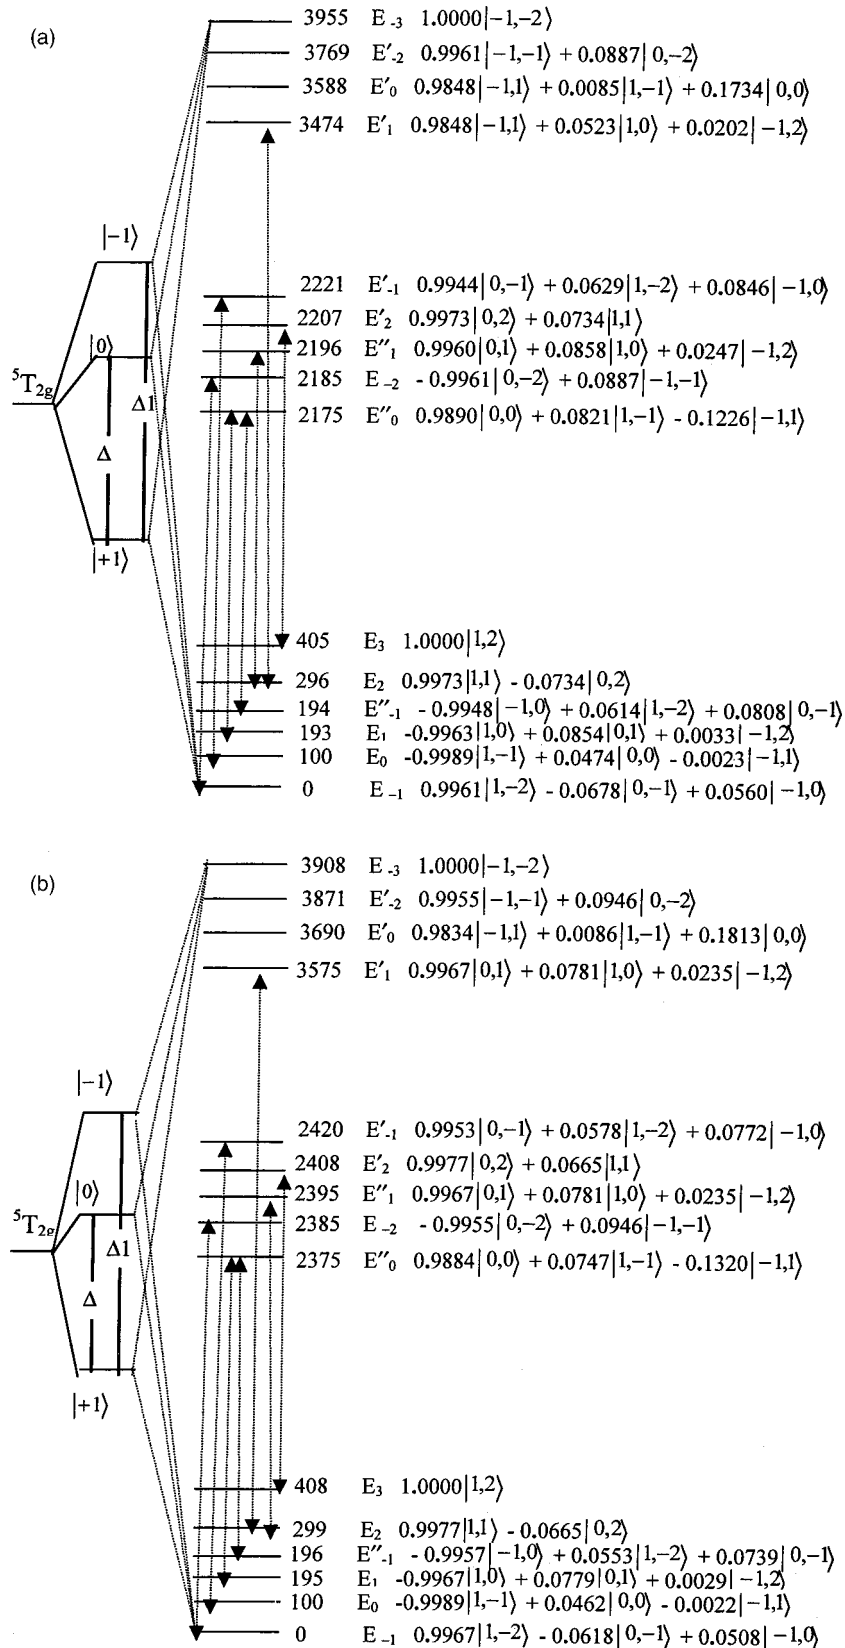 (a)
3955 E₋₃ 1.0000|−1,−2⟩
3769 E′₋₂ 0.9961|−1,−1⟩ + 0.0887|0,−2⟩
3588 E′₀ 0.9848|−1,1⟩ + 0.0085|1,−1⟩ + 0.1734|0,0⟩
3474 E′₁ 0.9848|−1,1⟩ + 0.0523|1,0⟩ + 0.0202|−1,2⟩
|−1⟩
2221 E′₋₁ 0.9944|0,−1⟩ + 0.0629|1,−2⟩ + 0.0846|−1,0⟩
2207 E′₂ 0.9973|0,2⟩ + 0.0734|1,1⟩
|0⟩
2196 E″₁ 0.9960|0,1⟩ + 0.0858|1,0⟩ + 0.0247|−1,2⟩
2185 E₋₂ - 0.9961|0,−2⟩ + 0.0887|−1,−1⟩
⁵T₂g
Δ1
2175 E″₀ 0.9890|0,0⟩ + 0.0821|1,−1⟩ - 0.1226|−1,1⟩
Δ
|+1⟩
405 E₃ 1.0000|1,2⟩
296 E₂ 0.9973|1,1⟩ - 0.0734|0,2⟩
194 E″₋₁ - 0.9948|−1,0⟩ + 0.0614|1,−2⟩ + 0.0808|0,−1⟩
193 E₁ -0.9963|1,0⟩ + 0.0854|0,1⟩ + 0.0033|−1,2⟩
100 E₀ -0.9989|1,−1⟩ + 0.0474|0,0⟩ - 0.0023|−1,1⟩
0 E₋₁ 0.9961|1,−2⟩ - 0.0678|0,−1⟩ + 0.0560|−1,0⟩
(b)
3908 E₋₃ 1.0000|−1,−2⟩
3871 E′₋₂ 0.9955|−1,−1⟩ + 0.0946|0,−2⟩
3690 E′₀ 0.9834|−1,1⟩ + 0.0086|1,−1⟩ + 0.1813|0,0⟩
3575 E′₁ 0.9967|0,1⟩ + 0.0781|1,0⟩ + 0.0235|−1,2⟩
|−1⟩
2420 E′₋₁ 0.9953|0,−1⟩ + 0.0578|1,−2⟩ + 0.0772|−1,0⟩
2408 E′₂ 0.9977|0,2⟩ + 0.0665|1,1⟩
|0⟩
2395 E″₁ 0.9967|0,1⟩ + 0.0781|1,0⟩ + 0.0235|−1,2⟩
2385 E₋₂ - 0.9955|0,−2⟩ + 0.0946|−1,−1⟩
⁵T₂g
Δ1
2375 E″₀ 0.9884|0,0⟩ + 0.0747|1,−1⟩ - 0.1320|−1,1⟩
Δ
|+1⟩
408 E₃ 1.0000|1,2⟩
299 E₂ 0.9977|1,1⟩ - 0.0665|0,2⟩
196 E″₋₁ - 0.9957|−1,0⟩ + 0.0553|1,−2⟩ + 0.0739|0,−1⟩
195 E₁ -0.9967|1,0⟩ + 0.0779|0,1⟩ + 0.0029|−1,2⟩
100 E₀ -0.9989|1,−1⟩ + 0.0462|0,0⟩ - 0.0022|−1,1⟩
0 E₋₁ 0.9967|1,−2⟩ - 0.0618|0,−1⟩ + 0.0508|−1,0⟩